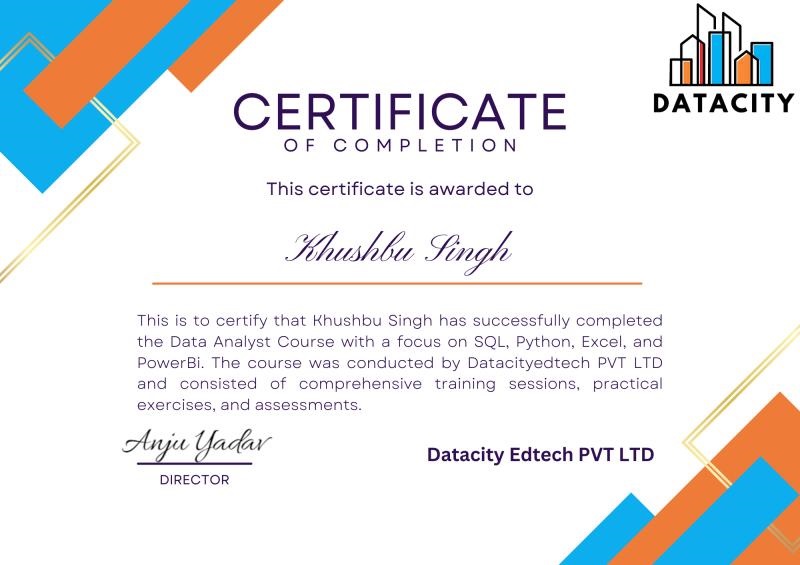 DATACITY
CERTIFICATE
OF COMPLETION
This certificate is awarded to
Khushbu Singh
This is to certify that Khushbu Singh has successfully completed
the Data Analyst Course with a focus on SQL, Python, Excel, and
PowerBi. The course was conducted by Datacityedtech PVT LTD
and consisted of comprehensive training sessions, practical
exercises, and assessments.
Anju Yadav
DIRECTOR
Datacity Edtech PVT LTD